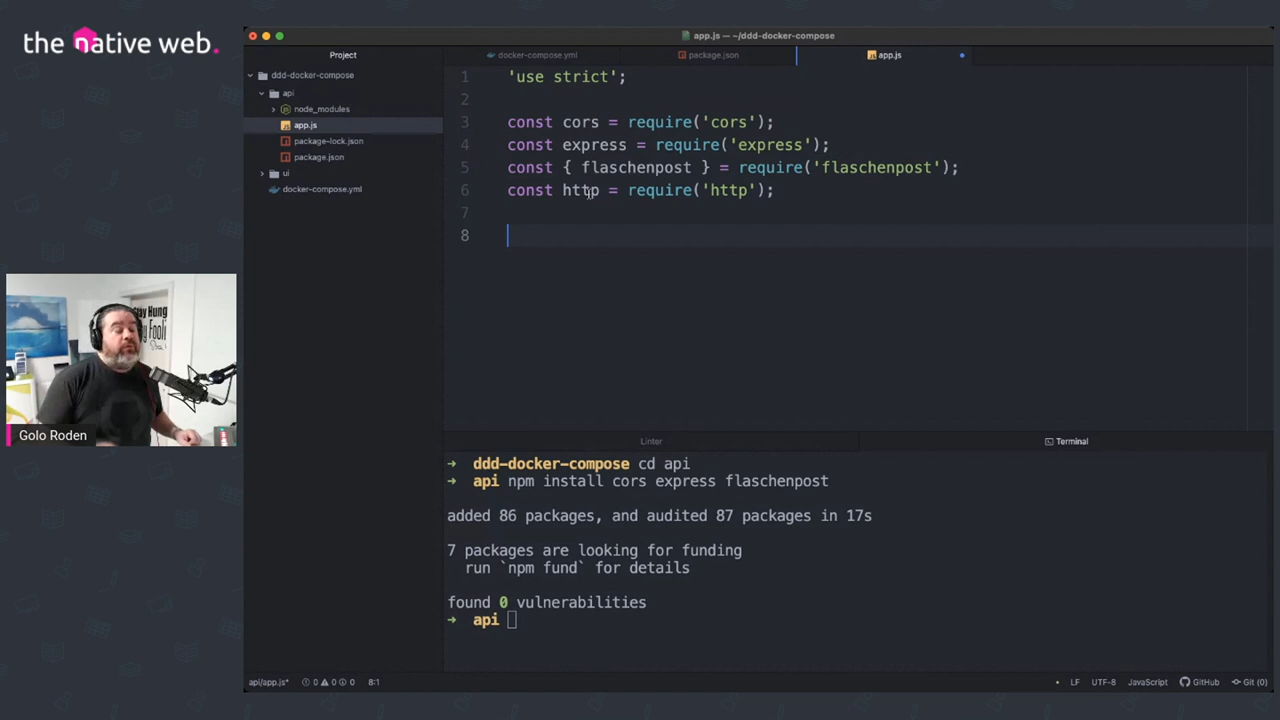 the native web.
app.js — ~/ddd-docker-compose
Project
docker-compose.yml
package.json
app.js
ddd-docker-compose
api
node_modules
app.js
package-lock.json
package.json
ui
docker-compose.yml
1 'use strict';
2
3 const cors = require('cors');
4 const express = require('express');
5 const { flaschenpost } = require('flaschenpost');
6 const http = require('http');
7
8
Golo Roden
Linter
Terminal
➜ ddd-docker-compose cd api
➜ api npm install cors express flaschenpost
added 86 packages, and audited 87 packages in 17s
7 packages are looking for funding
run `npm fund` for details
found 0 vulnerabilities
➜ api
api/app.js* 0 0 0 8:1
LF UTF-8 JavaScript GitHub Git (0)